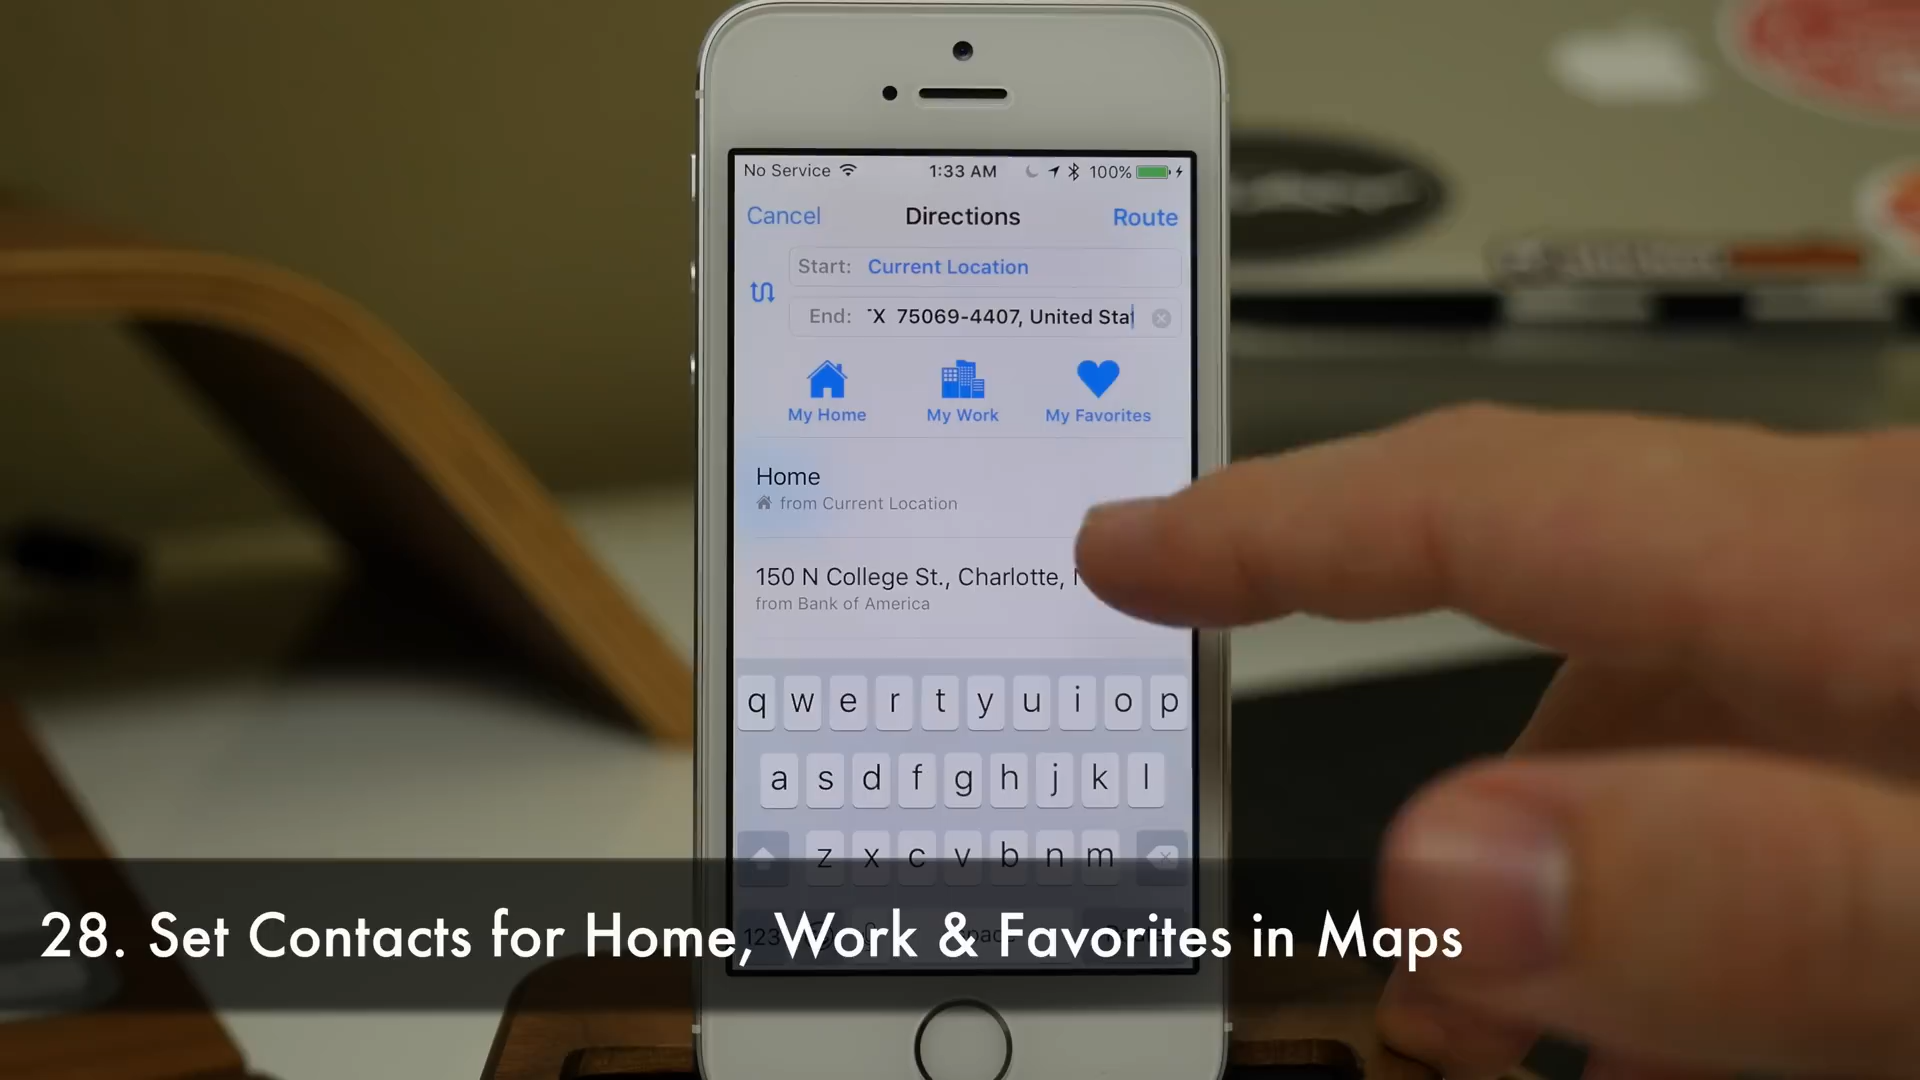 No Service 1:33 AM 100%
Cancel Directions Route
Start: Current Location
End: X 75069-4407, United Sta
My Home My Work My Favorites
Home
from Current Location
150 N College St., Charlotte,
from Bank of America
q w e r t y u i o p
a s d f g h j k l
z x c v b n m
123
28. Set Contacts for Home, Work & Favorites in Maps